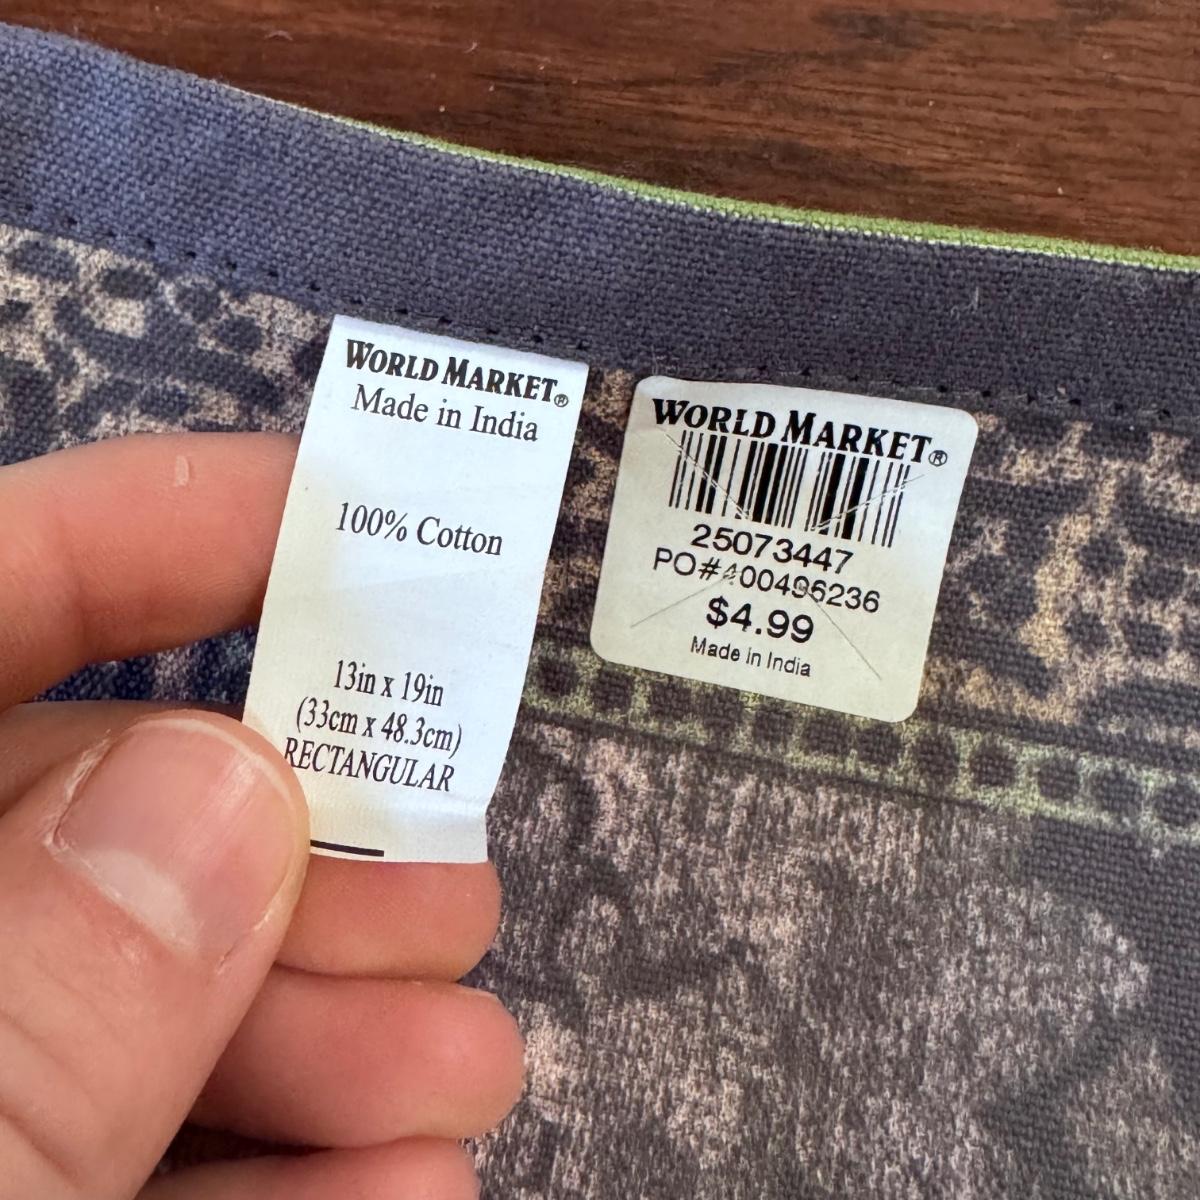 WORLD MARKET®
Made in India
100% Cotton
13in x 19in
(33cm x 48.3cm)
RECTANGULAR
WORLD MARKET®
25073447
PO#400496236
$4.99
Made in India